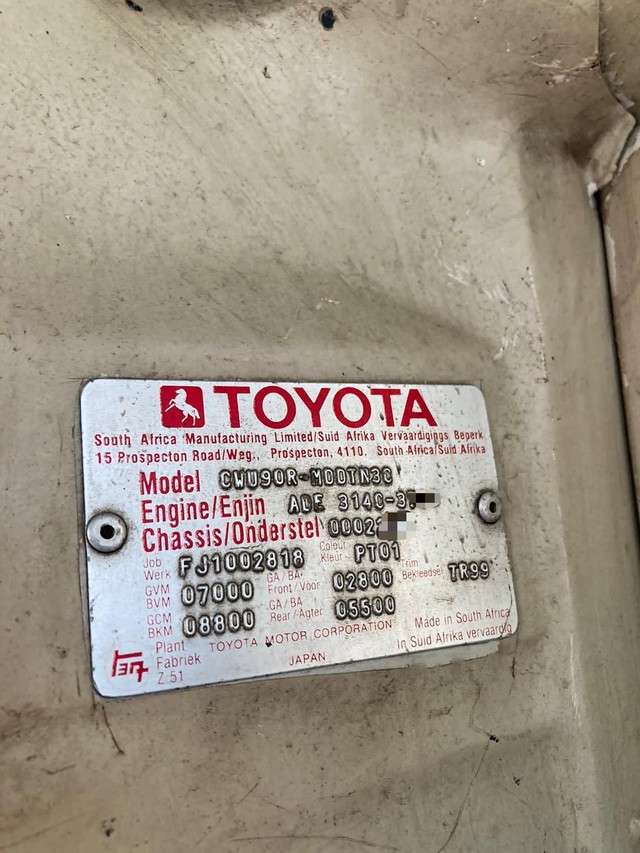 TOYOTA
South Africa Manufacturing Limited/Suid Afrika Vervaardigings Beperk
15 Prospecton Road/Weg., Prospecton, 4110. South Africa/Suid Afrika
Model CWU90R-MDDTN3C
Engine/Enjin ADE 314C-3
Chassis/Onderstel 0002
Job Werk FJ1002818 Colour Kleur PT01 Trim Bekleedsel TR99
GVM BVM 07000 GA/BA Front/Voor 02800
GCM BKM 08800 GA/BA Rear/Agter 05500
Plant Fabriek Z 51
TOYOTA MOTOR CORPORATION
JAPAN
Made in South Africa
In Suid Afrika vervaardig
トヨタ